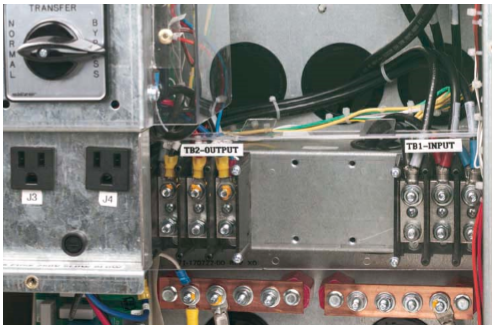 TRANSFER
NORMAL
BYPASS
TB2-OUTPUT
TB1-INPUT
J3
J4